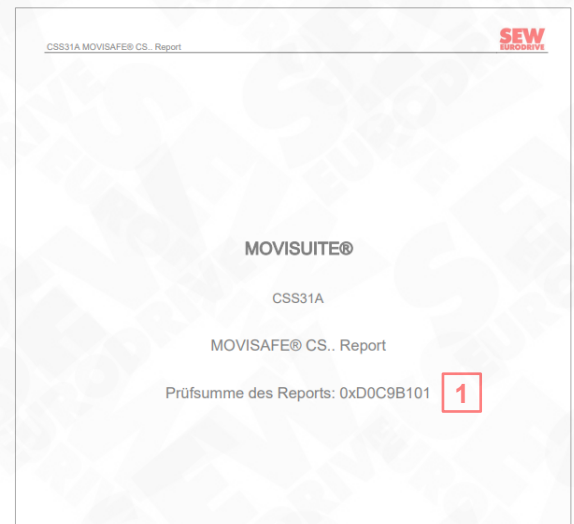 CSS31A MOVISAFE® CS.. Report
SEW
EURODRIVE
MOVISUITE®
CSS31A
MOVISAFE® CS.. Report
Prüfsumme des Reports: 0xD0C9B101
1